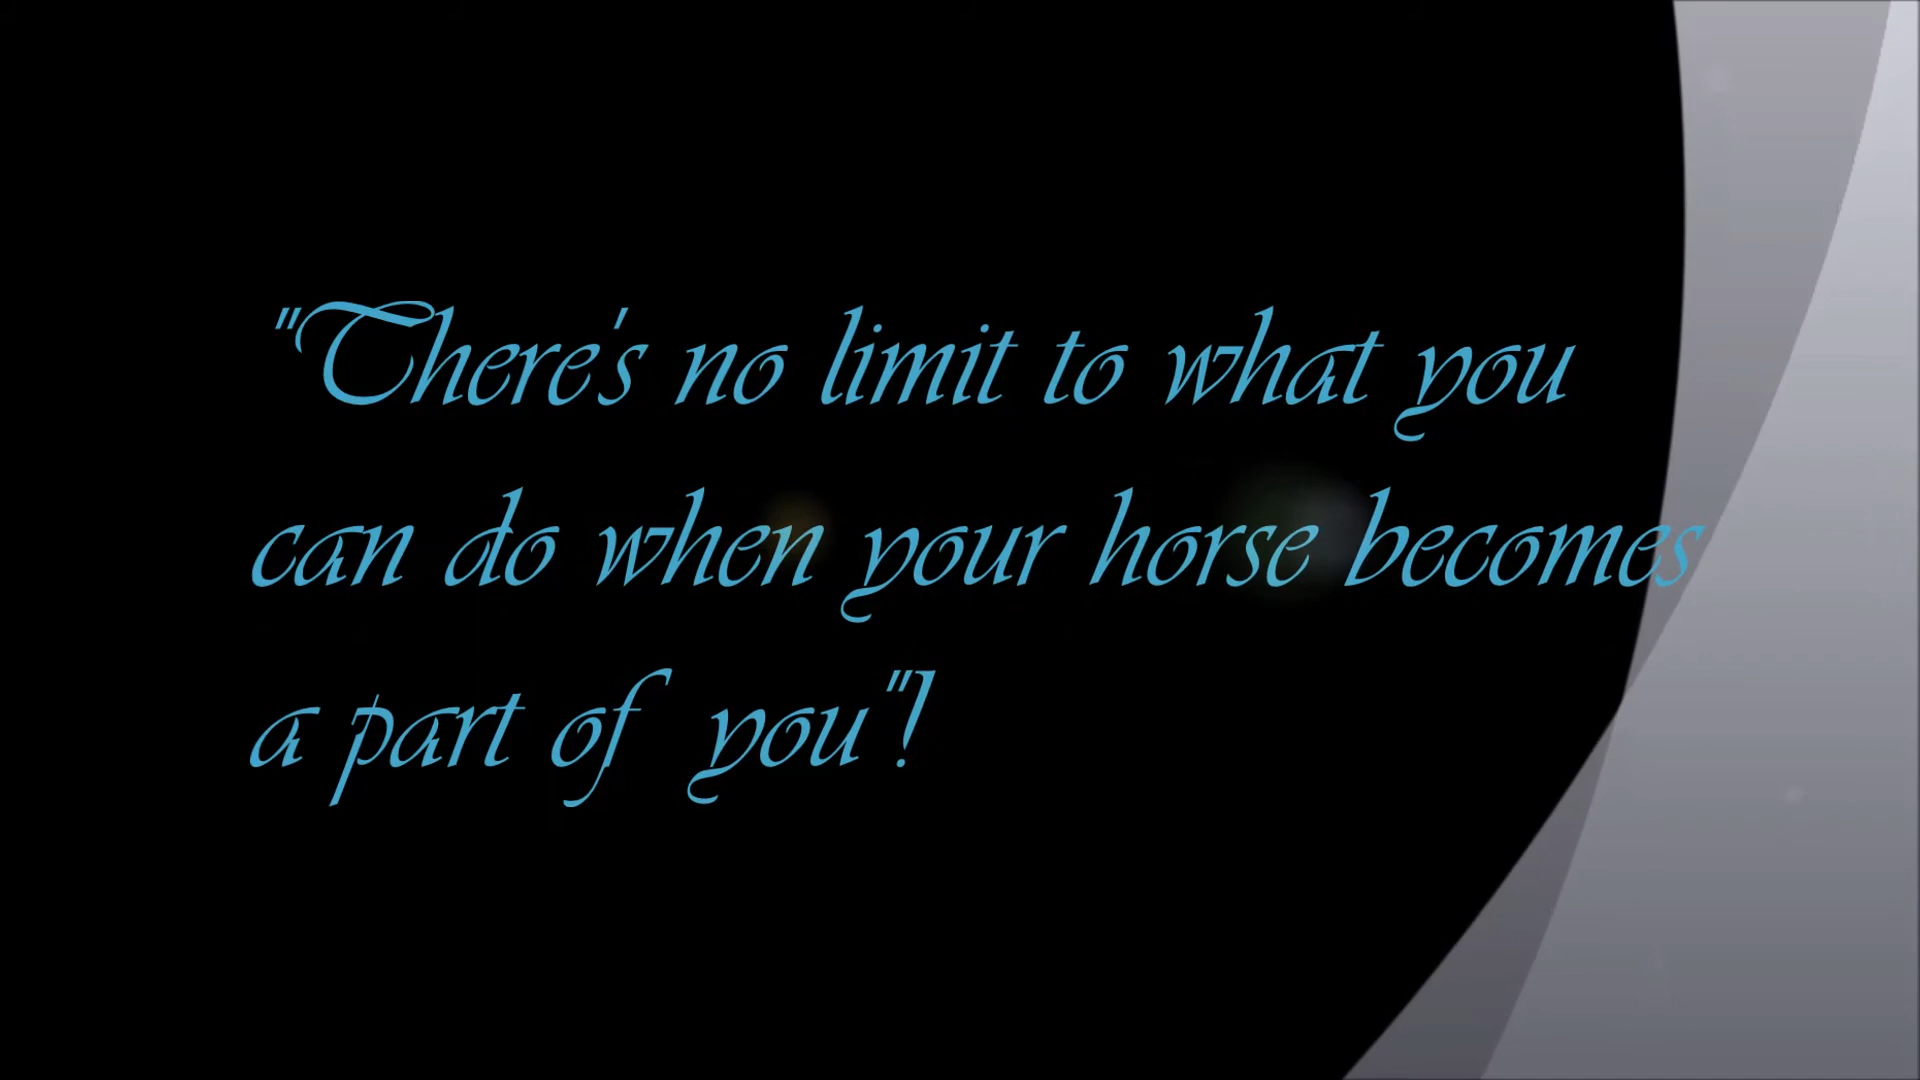 "There's no limit to what you
can do when your horse becomes
a part of you"!